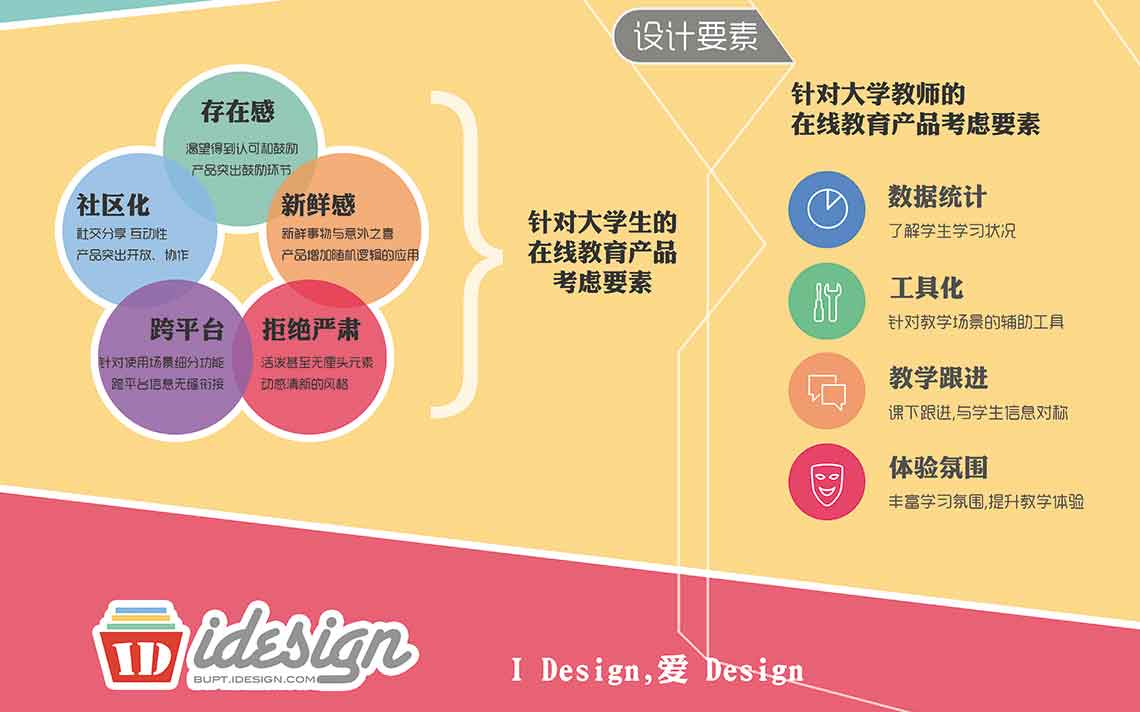 设计要素
存在感
渴望得到认可和鼓励
产品突出鼓励环节
社区化
社交分享 互动性
产品突出开放、协作
新鲜感
新鲜事物与意外之喜
产品增加随机逻辑的应用
跨平台
针对使用场景细分功能
跨平台信息无缝衔接
拒绝严肃
活泼甚至无厘头元素
动感清新的风格
针对大学生的
在线教育产品
考虑要素
针对大学教师的
在线教育产品考虑要素
数据统计
了解学生学习状况
工具化
针对教学场景的辅助工具
教学跟进
课下跟进,与学生信息对称
体验氛围
丰富学习氛围,提升教学体验
ID
idesign
BUPT.IDESIGN.COM
I Design,爱 Design